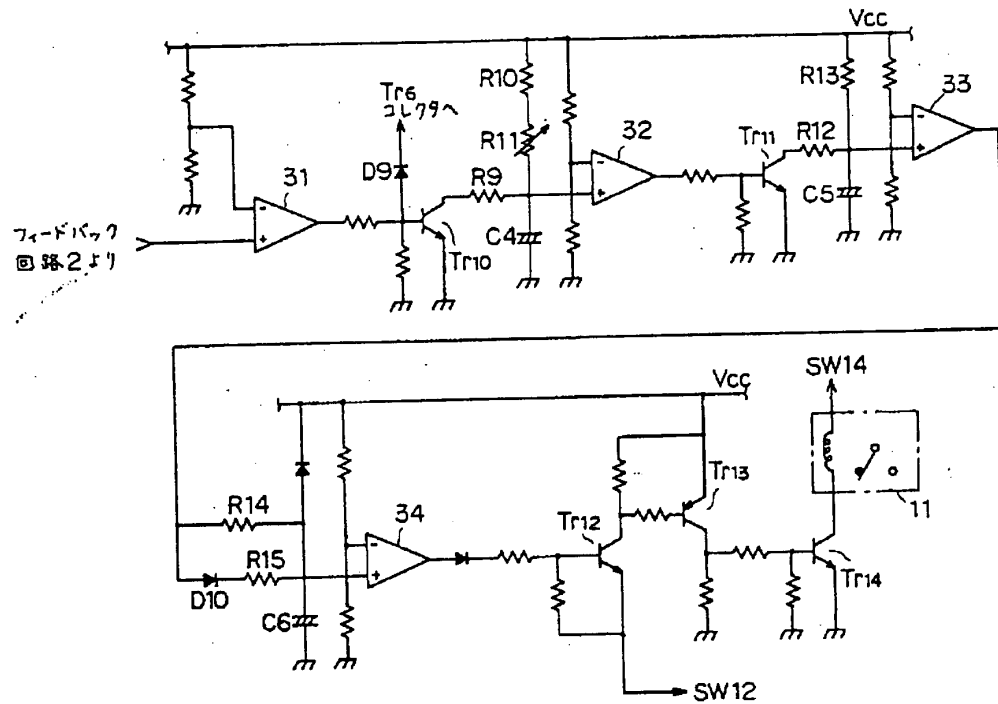 Vcc
R10
R13
33
Tr6
コレクタへ
32
R11
Tr11
R12
31
D9
R9
C5
フィードバック
回路2より
C4
Tr10
SW14
Vcc
Tr13
R14
34
11
Tr12
R15
Tr14
D10
C6
SW12